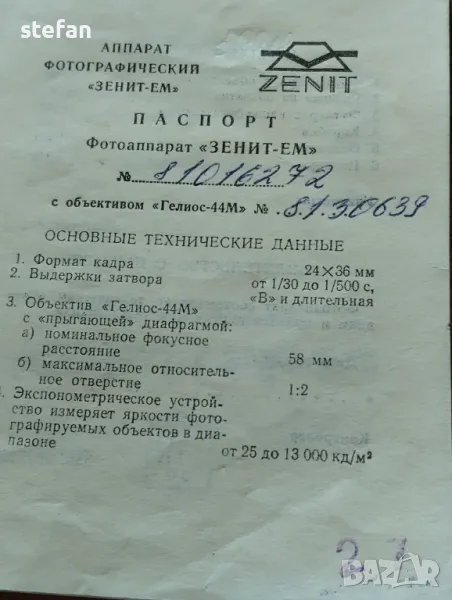 stefan
АППАРАТ
ФОТОГРАФИЧЕСКИЙ
«ЗЕНИТ-ЕМ»
ZENIT
ПАСПОРТ
Фотоаппарат «ЗЕНИТ-ЕМ»
№ 81016272
с объективом «Гелиос-44М» № 8130639
ОСНОВНЫЕ ТЕХНИЧЕСКИЕ ДАННЫЕ
1. Формат кадра 24×36 мм
2. Выдержки затвора от 1/30 до 1/500 с,
«В» и длительная
3. Объектив «Гелиос-44М»
с «прыгающей» диафрагмой:
а) номинальное фокусное
расстояние 58 мм
б) максимальное относитель-
ное отверстие 1:2
4. Экспонометрическое устрой-
ство измеряет яркости фото-
графируемых объектов в диа-
пазоне от 25 до 13 000 кд/м²
BAZAR.BG